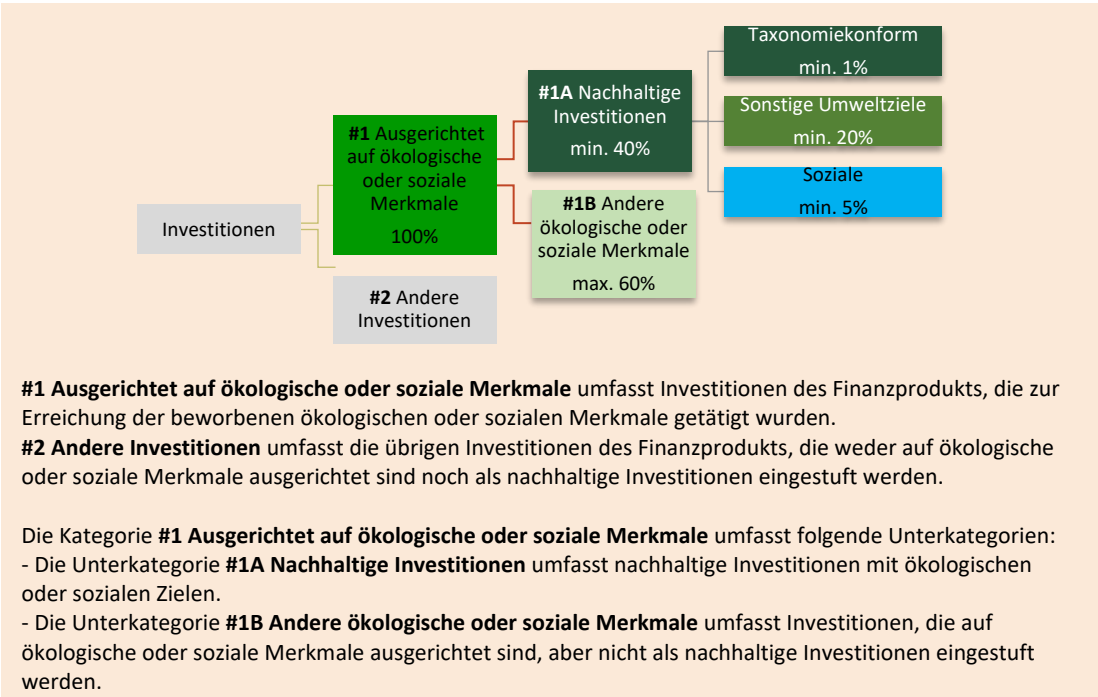 Taxonomiekonform
min. 1%
#1A Nachhaltige
Investitionen
min. 40%
Sonstige Umweltziele
min. 20%
#1 Ausgerichtet
auf ökologische
oder soziale
Merkmale
100%
Soziale
min. 5%
#1B Andere
ökologische oder
soziale Merkmale
max. 60%
Investitionen
#2 Andere
Investitionen
#1 Ausgerichtet auf ökologische oder soziale Merkmale umfasst Investitionen des Finanzprodukts, die zur
Erreichung der beworbenen ökologischen oder sozialen Merkmale getätigt wurden.
#2 Andere Investitionen umfasst die übrigen Investitionen des Finanzprodukts, die weder auf ökologische
oder soziale Merkmale ausgerichtet sind noch als nachhaltige Investitionen eingestuft werden.
Die Kategorie #1 Ausgerichtet auf ökologische oder soziale Merkmale umfasst folgende Unterkategorien:
- Die Unterkategorie #1A Nachhaltige Investitionen umfasst nachhaltige Investitionen mit ökologischen
oder sozialen Zielen.
- Die Unterkategorie #1B Andere ökologische oder soziale Merkmale umfasst Investitionen, die auf
ökologische oder soziale Merkmale ausgerichtet sind, aber nicht als nachhaltige Investitionen eingestuft
werden.